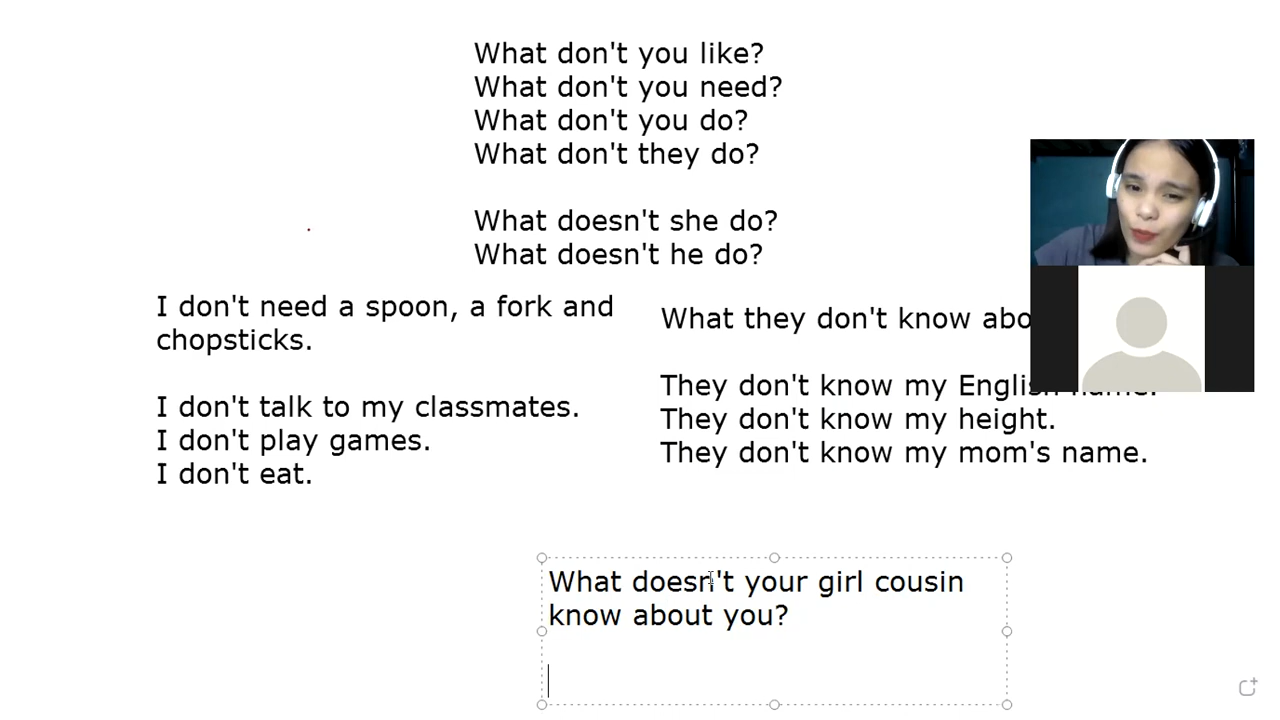 What don't you like?
What don't you need?
What don't you do?
What don't they do?
What doesn't she do?
What doesn't he do?
I don't need a spoon, a fork and
chopsticks.
I don't talk to my classmates.
I don't play games.
I don't eat.
What they don't know
They don't know my English name.
They don't know my height.
They don't know my mom's name.
What doesn't your girl cousin
know about you?